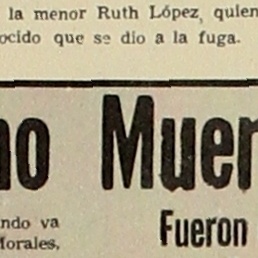 la menor Ruth López, quien
ocido que se dio a la fuga.
no Muer
ndo va
Morales,
Fueron